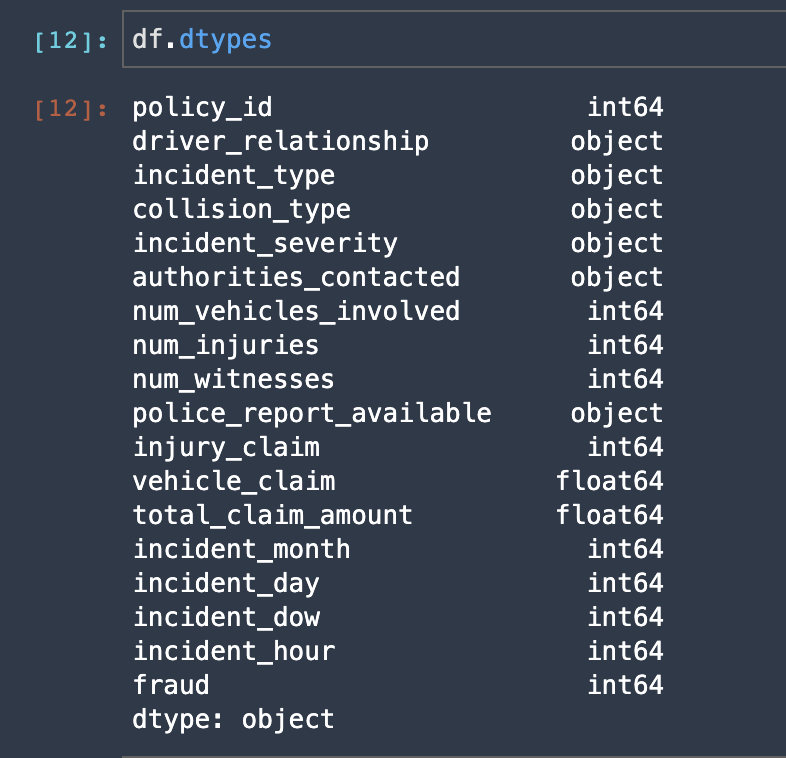 [12]: df.dtypes
[12]: policy_id int64
driver_relationship object
incident_type object
collision_type object
incident_severity object
authorities_contacted object
num_vehicles_involved int64
num_injuries int64
num_witnesses int64
police_report_available object
injury_claim int64
vehicle_claim float64
total_claim_amount float64
incident_month int64
incident_day int64
incident_dow int64
incident_hour int64
fraud int64
dtype: object